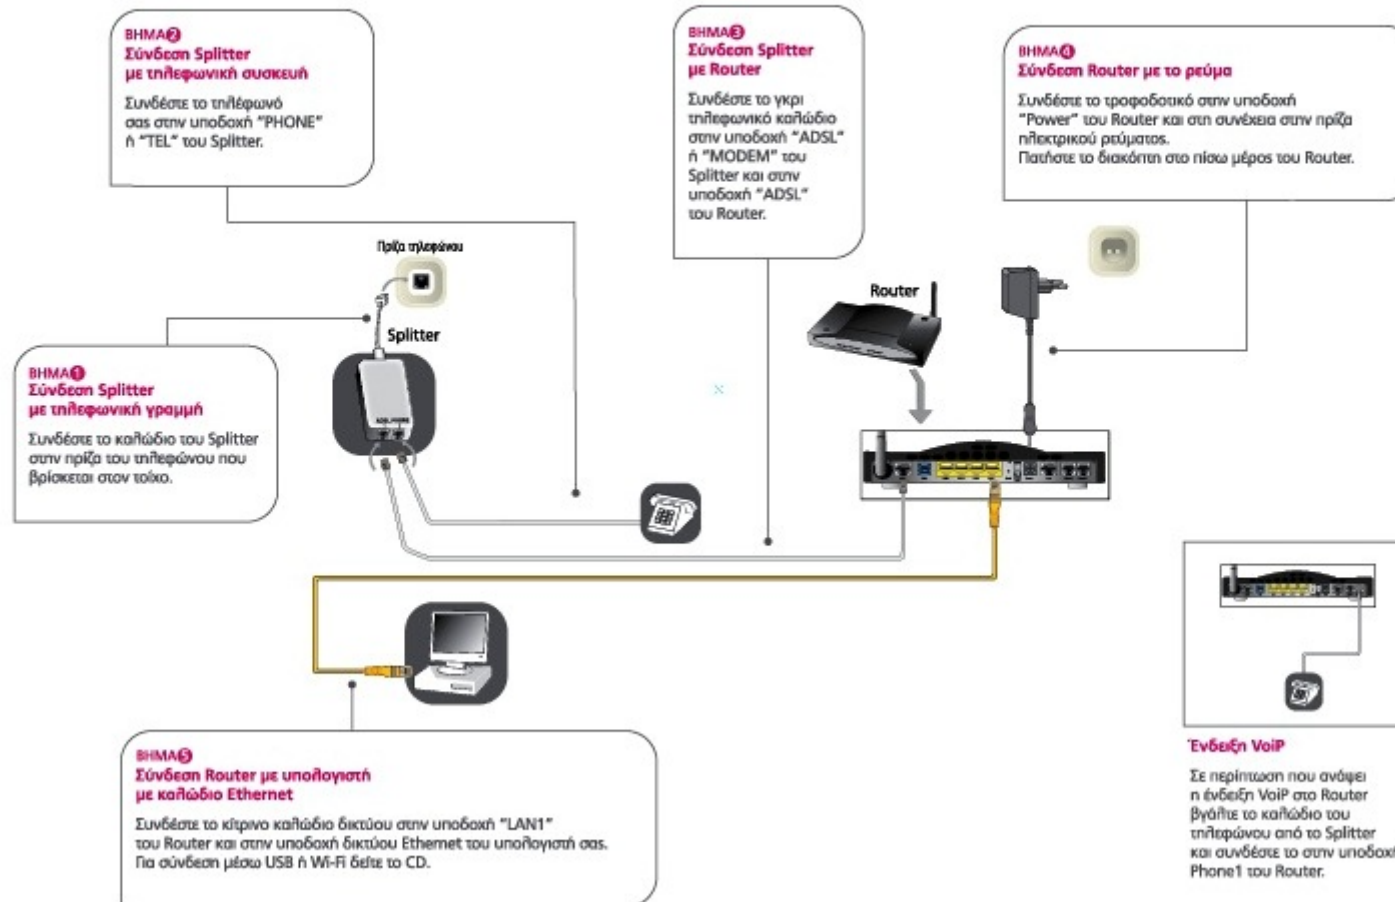 ΒΗΜΑ2
Σύνδεση Splitter
με τηλεφωνική συσκευή
Συνδέστε το τηλέφωνό
σας στην υποδοχή “PHONE”
ή “TEL” του Splitter.
ΒΗΜΑ3
Σύνδεση Splitter
με Router
Συνδέστε το γκρι
τηλεφωνικό καλώδιο
στην υποδοχή “ADSL”
ή “MODEM” του
Splitter και στην
υποδοχή “ADSL”
του Router.
ΒΗΜΑ4
Σύνδεση Router με το ρεύμα
Συνδέστε το τροφοδοτικό στην υποδοχή
“Power” του Router και στη συνέχεια στην πρίζα
ηλεκτρικού ρεύματος.
Πατήστε το διακόπτη στο πίσω μέρος του Router.
Πρίζα τηλεφώνου
Splitter
ADSL PHONE
Router
ΒΗΜΑ1
Σύνδεση Splitter
με τηλεφωνική γραμμή
Συνδέστε το καλώδιο του Splitter
στην πρίζα του τηλεφώνου που
βρίσκεται στον τοίχο.
ΒΗΜΑ5
Σύνδεση Router με υπολογιστή
με καλώδιο Ethernet
Συνδέστε το κίτρινο καλώδιο δικτύου στην υποδοχή “LAN1”
του Router και στην υποδοχή δικτύου Ethernet του υπολογιστή σας.
Για σύνδεση μέσω USB ή Wi-Fi δείτε το CD.
Ένδειξη VoiP
Σε περίπτωση που ανάψει
η ένδειξη VoiP στο Router
βγάλτε το καλώδιο του
τηλεφώνου από το Splitter
και συνδέστε το στην υποδοχή
Phone1 του Router.